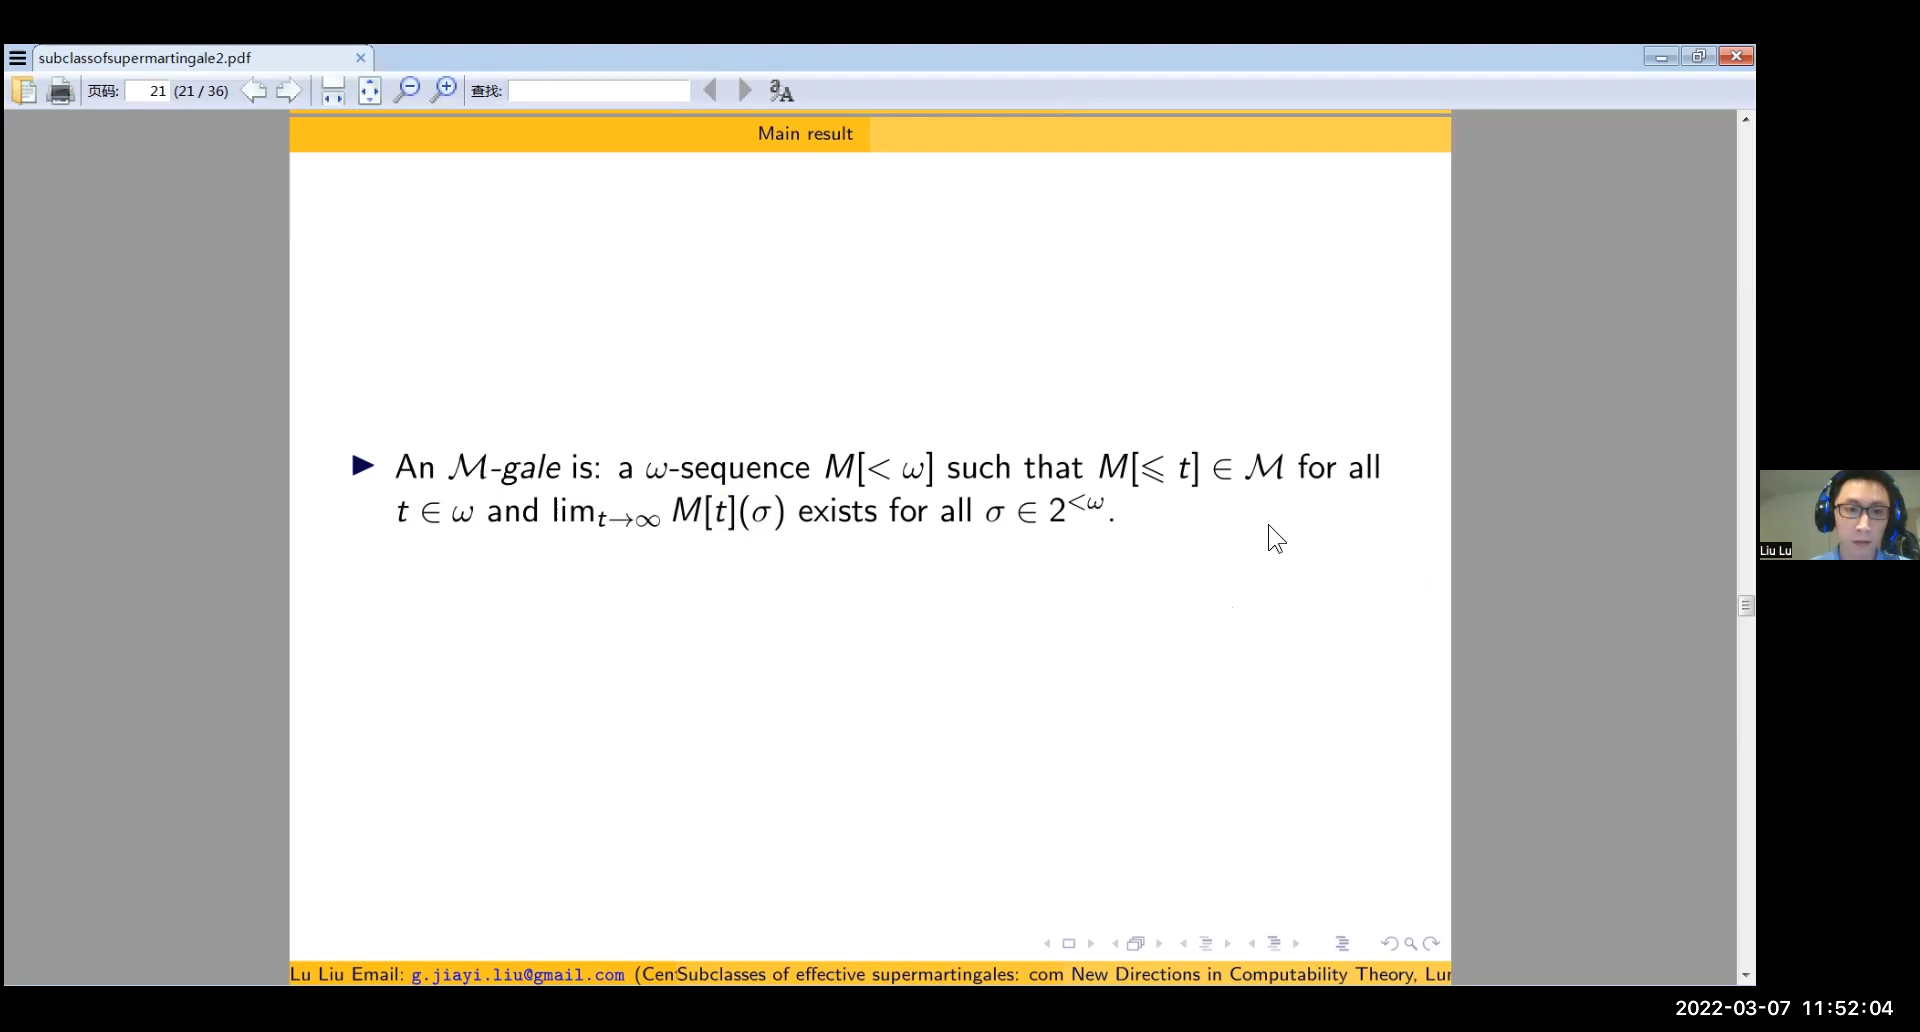 subclassofsupermartingale2.pdf
页码: 21 (21 / 36) 查找:
Main result
An ℳ-gale is: a ω-sequence M[< ω] such that M[⩽ t] ∈ ℳ for all
t ∈ ω and lim_{t→∞} M[t](σ) exists for all σ ∈ 2^{<ω}.
Liu Lu
Lu Liu Email: g.jiayi.liu@gmail.com (Cen Subclasses of effective supermartingales: com New Directions in Computability Theory, Lur
2022-03-07 11:52:04